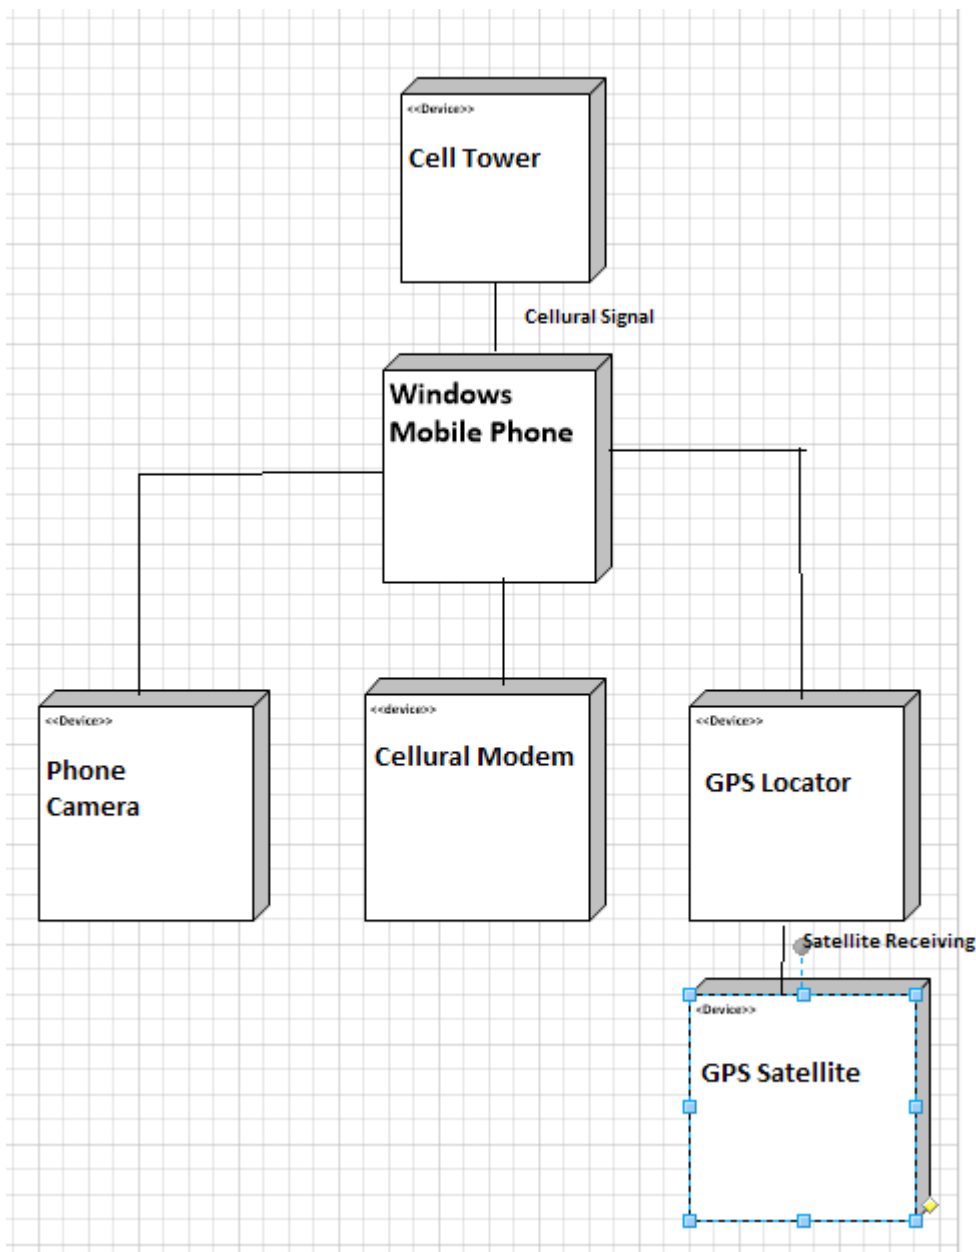 <<Device>>
Cell Tower
Cellural Signal
Windows
Mobile Phone
<<Device>>
Phone
Camera
<<device>>
Cellural Modem
<<Device>>
GPS Locator
Satellite Receiving
<Device>>
GPS Satellite